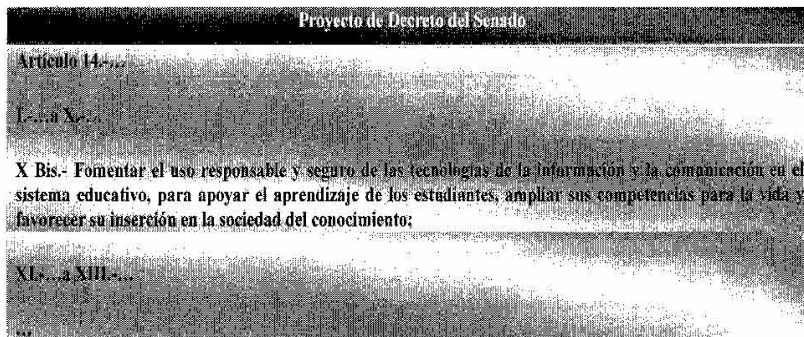 Proyecto de Decreto del Senado
Artículo 14.-...
I.-...a X.-...
X Bis.- Fomentar el uso responsable y seguro de las tecnologías de la información y la comunicación en el
sistema educativo, para apoyar el aprendizaje de los estudiantes, ampliar sus competencias para la vida y
favorecer su inserción en la sociedad del conocimiento;
XI.-...a XIII.-...
...